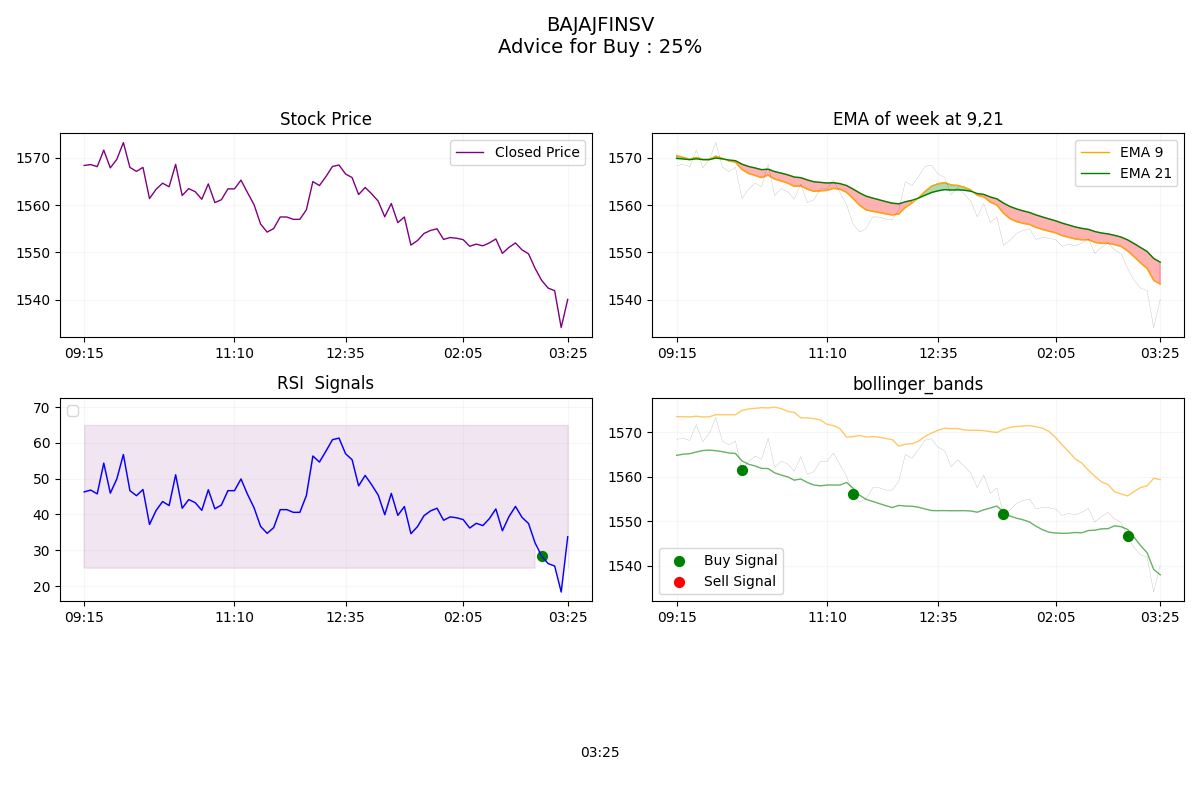 BAJAJFINSV
Advice for Buy : 25%
Stock Price
1570
1560
1550
1540
Closed Price
09:15 11:10 12:35 02:05 03:25
EMA of week at 9,21
1570
1560
1550
1540
EMA 9
EMA 21
09:15 11:10 12:35 02:05 03:25
RSI  Signals
70
60
50
40
30
20
09:15 11:10 12:35 02:05 03:25
bollinger_bands
1570
1560
1550
1540
Buy Signal
Sell Signal
09:15 11:10 12:35 02:05 03:25
03:25